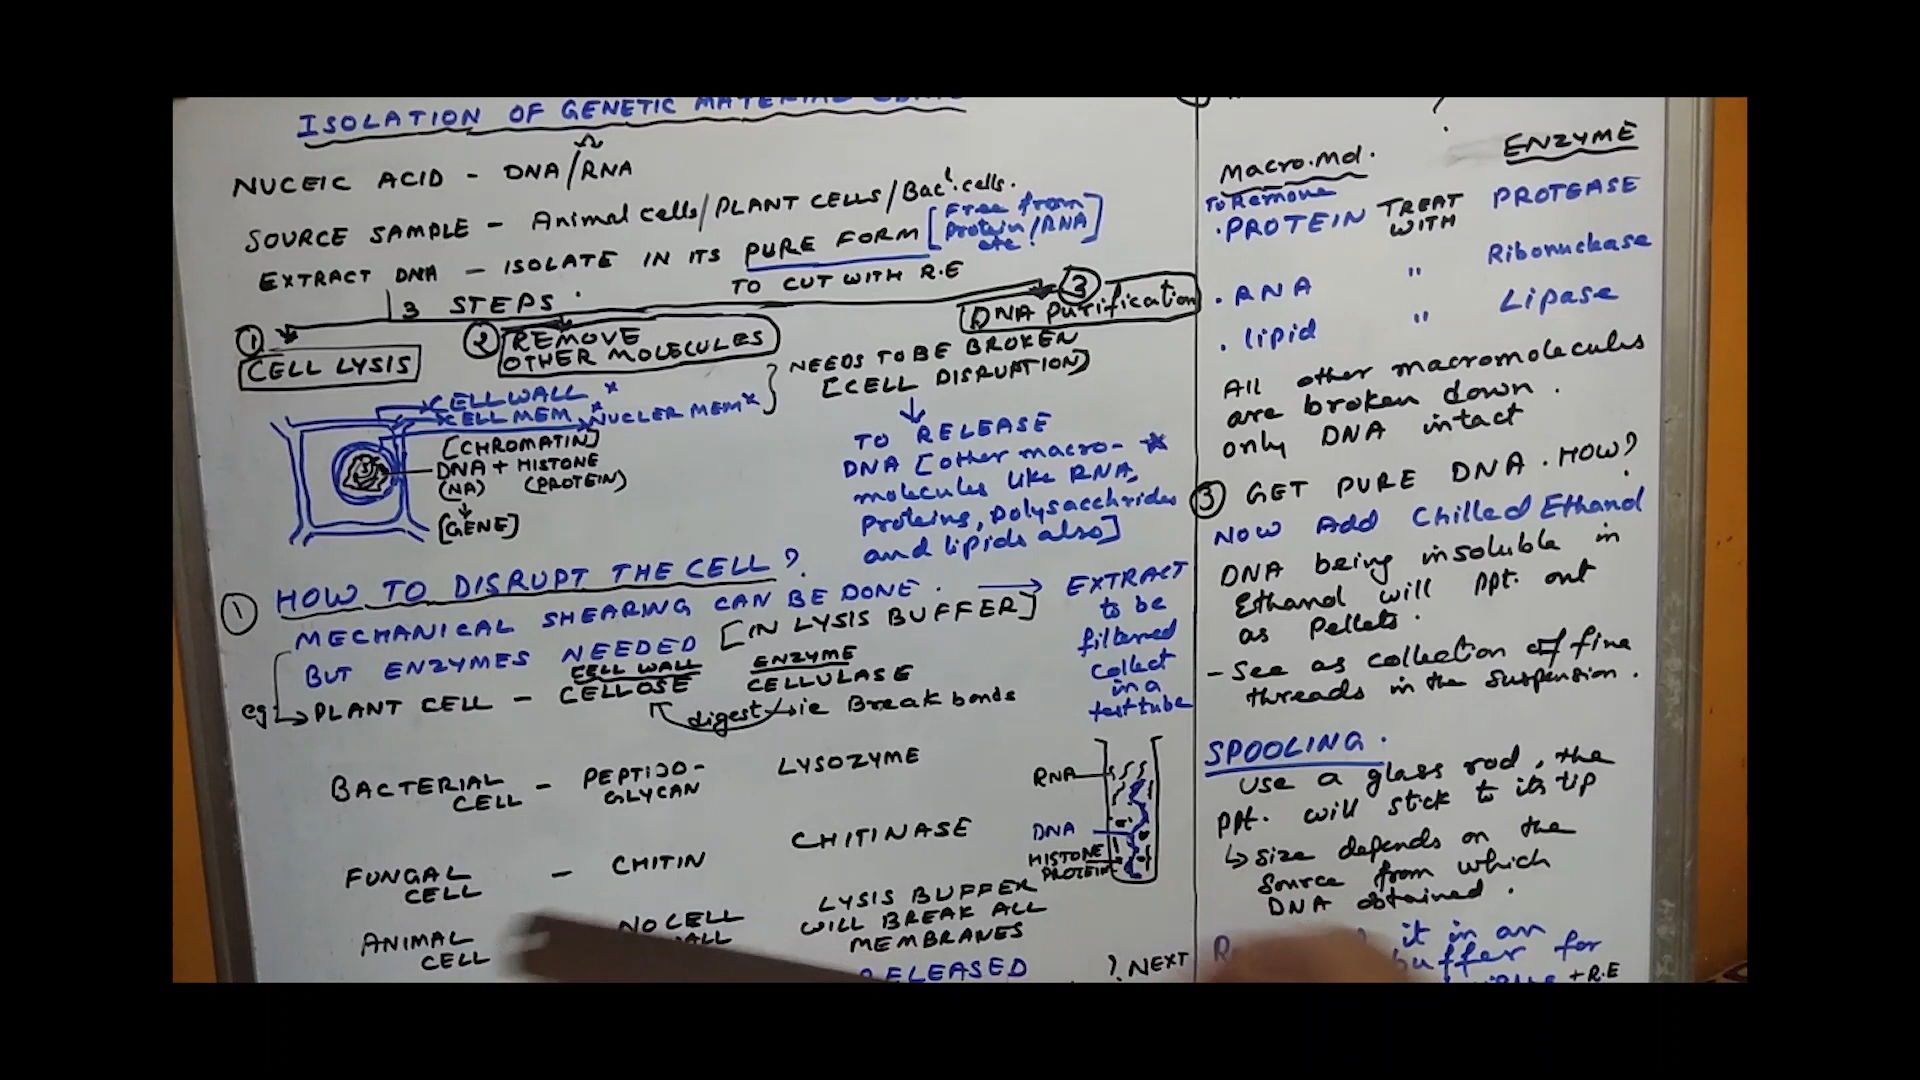 ISOLATION OF GENETIC MATERIAL
NUCEIC ACID - DNA/RNA
SOURCE SAMPLE - Animal cells/PLANT CELLS/Bacl. cells.
EXTRACT DNA - ISOLATE IN ITS PURE FORM [Free from
Protein/RNA
etc.]
TO CUT WITH R.E
3 STEPS.
① CELL LYSIS
② REMOVE
OTHER MOLECULES
③
DNA Purification
CELLWALL *
CELL MEM *
NUCLER MEM *
[CHROMATIN]
DNA + HISTONE
(NA) (PROTEIN)
[GENE]
NEEDS TO BE BROKEN
[CELL DISRUPTION]
TO RELEASE
DNA [other macro- *
molecules like RNA,
Proteins, polysacchrides
and lipids also]
① HOW TO DISRUPT THE CELL?
MECHANICAL SHEARING CAN BE DONE.
[IN LYSIS BUFFER]
BUT ENZYMES NEEDED
CELL WALL ENZYME
eg: PLANT CELL - CELLOSE CELLULASE
digest → ie Break bonds
EXTRACT
to be
filtered
collect
in a
test tube
BACTERIAL
CELL - PEPTIDO-
GLYCAN
LYSOZYME
FUNGAL
CELL - CHITIN
CHITINASE
ANIMAL
CELL
NO CELL
WALL
LYSIS BUFFER
WILL BREAK ALL
MEMBRANES
RELEASED
? NEXT
RNA
DNA
HISTONE
PROTEIN
?
Macro.Mol. ENZYME
To Remove
.PROTEIN TREAT
WITH PROTEASE
. RNA " Ribonuclease
. lipid " Lipase
All other macromolecules
are broken down.
only DNA intact
③ GET PURE DNA. HOW?
NOW Add Chilled Ethanol
DNA being insoluble in
Ethanol will ppt. out
as Pellets.
- See as collection of fine
threads in the suspension.
SPOOLING.
Use a glass rod, the
ppt. will stick to its tip
↳ size depends on the
Source from which
DNA obtained.
it in an
buffer for
+R.E